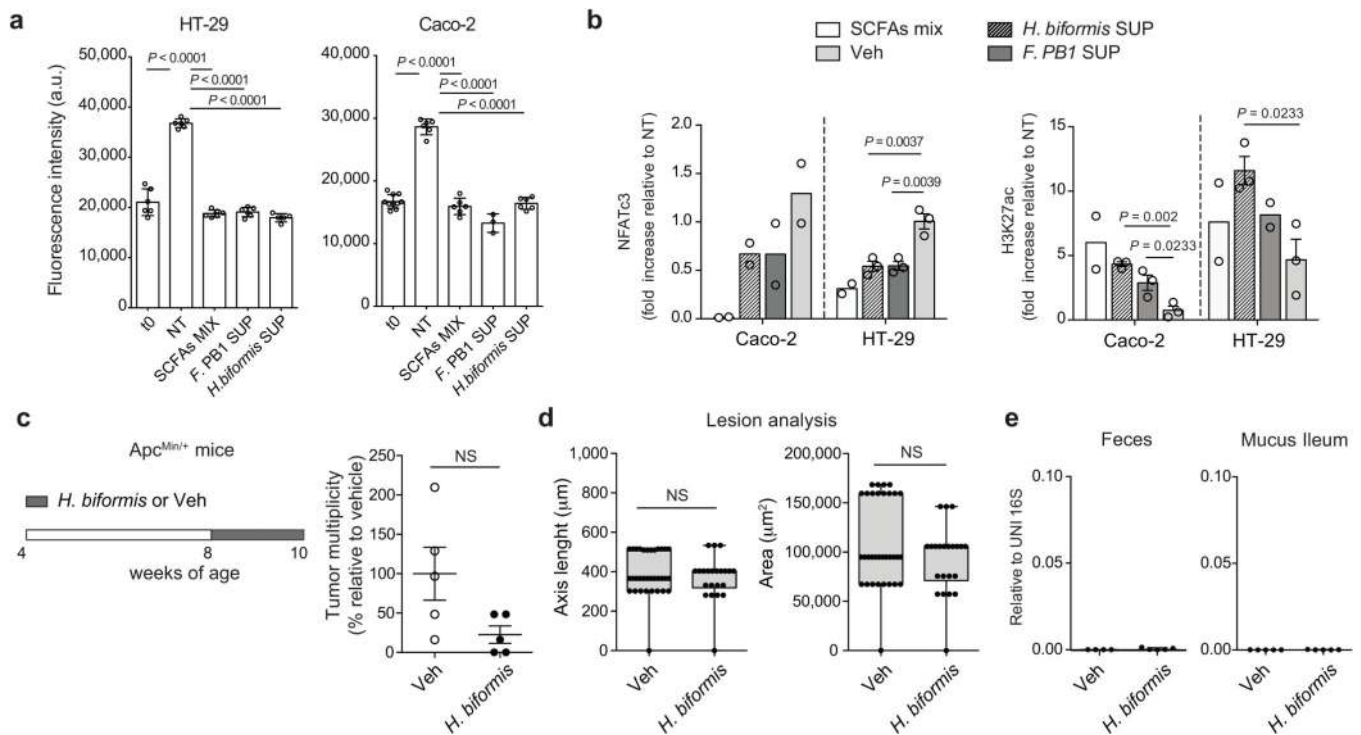 a
HT-29
Fluorescence intensity (a.u.)
50,000
40,000
30,000
20,000
10,000
0
P < 0.0001
P < 0.0001
P < 0.0001
t0
NT
SCFAs MIX
F. PB1 SUP
H.biformis SUP
Caco-2
40,000
30,000
20,000
10,000
0
P < 0.0001
P < 0.0001
P < 0.0001
t0
NT
SCFAs MIX
F. PB1 SUP
H.biformis SUP
b
SCFAs mix
H. biformis SUP
Veh
F. PB1 SUP
NFATc3
(fold increase relative to NT)
2.0
1.5
1.0
0.5
0.0
P = 0.0037
P = 0.0039
Caco-2
HT-29
H3K27ac
(fold increase relative to NT)
15
10
5
0
P = 0.0233
P = 0.002
P = 0.0233
Caco-2
HT-29
c
ApcMin/+ mice
H. biformis or Veh
4
8
10
weeks of age
Tumor multiplicity
(% relative to vehicle)
250
200
150
100
50
0
NS
Veh
H. biformis
d
Lesion analysis
Axis lenght (μm)
1,000
800
600
400
200
0
NS
Veh
H. biformis
Area (μm2)
200,000
150,000
100,000
50,000
0
NS
Veh
H. biformis
e
Feces
Relative to UNI 16S
0.10
0.05
0.00
Veh
H. biformis
Mucus Ileum
0.10
0.05
0.00
Veh
H. biformis